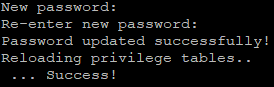 New password:
Re-enter new password:
Password updated successfully!
Reloading privilege tables..
 ... Success!